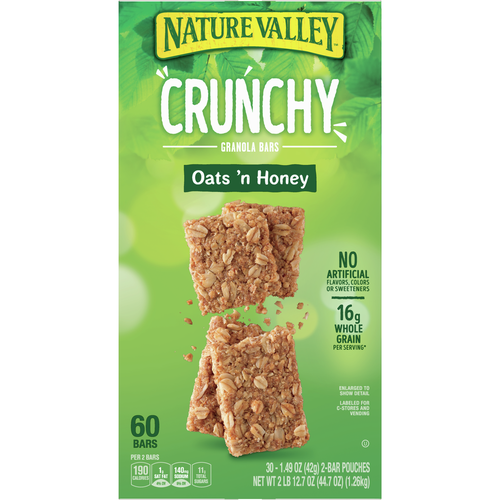 NATURE VALLEY
CRUNCHY
GRANOLA BARS
Oats 'n Honey
NO
ARTIFICIAL
FLAVORS, COLORS
OR SWEETENERS
16g
WHOLE
GRAIN
PER SERVING*
ENLARGED TO
SHOW DETAIL
LABELED FOR
C-STORES AND
VENDING
60
BARS
PER 2 BARS
190
CALORIES
1g
SAT FAT
140mg
SODIUM
11g
TOTAL
SUGARS
30 - 1.49 OZ (42g) 2-BAR POUCHES
NET WT 2 LB 12.7 OZ (44.7 OZ) (1.26kg)